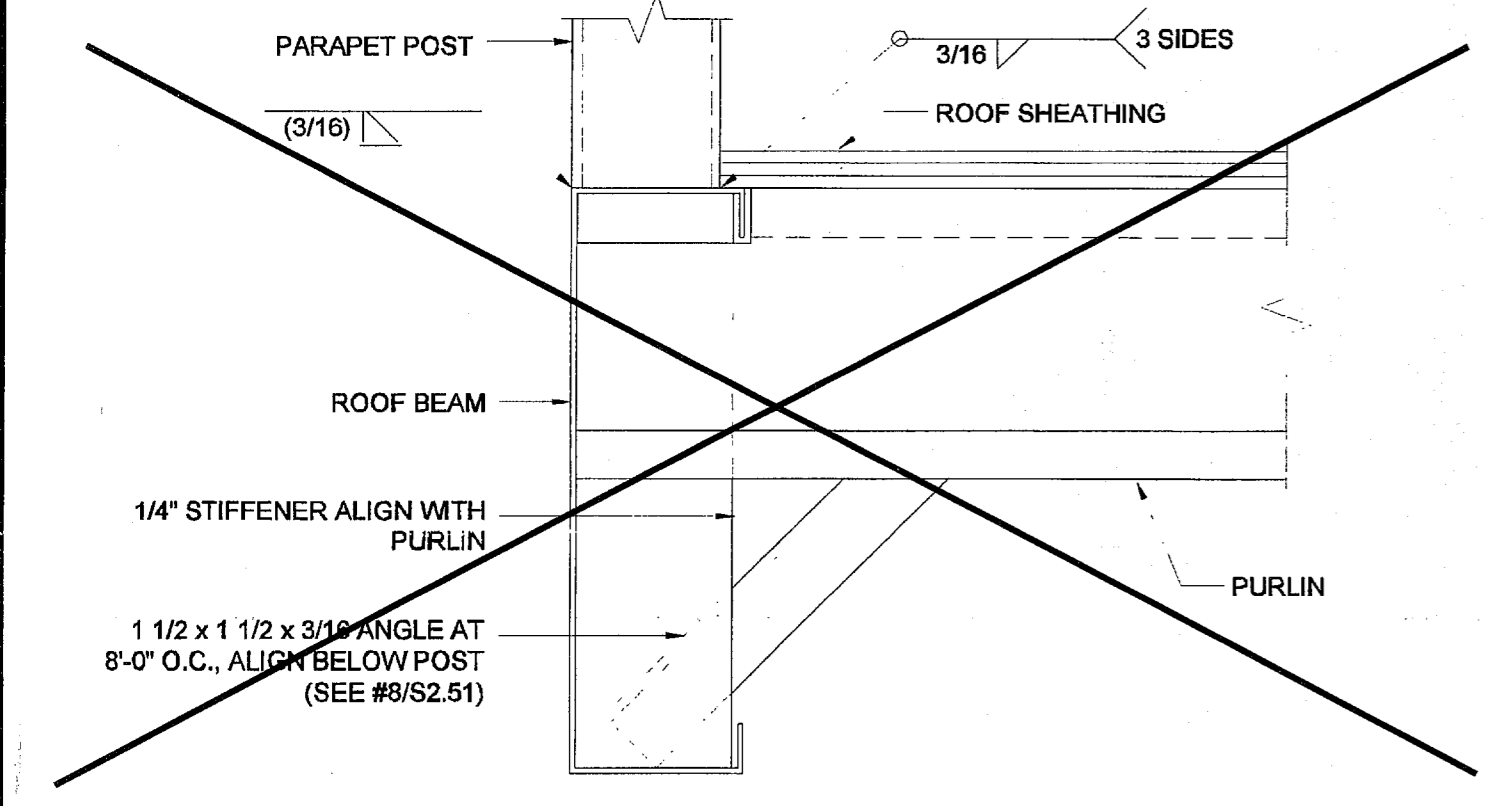 PARAPET POST
(3/16)
3/16
3 SIDES
ROOF SHEATHING
ROOF BEAM
1/4" STIFFENER ALIGN WITH
PURLIN
1 1/2 x 1 1/2 x 3/16 ANGLE AT
8'-0" O.C., ALIGN BELOW POST
(SEE #8/S2.51)
PURLIN